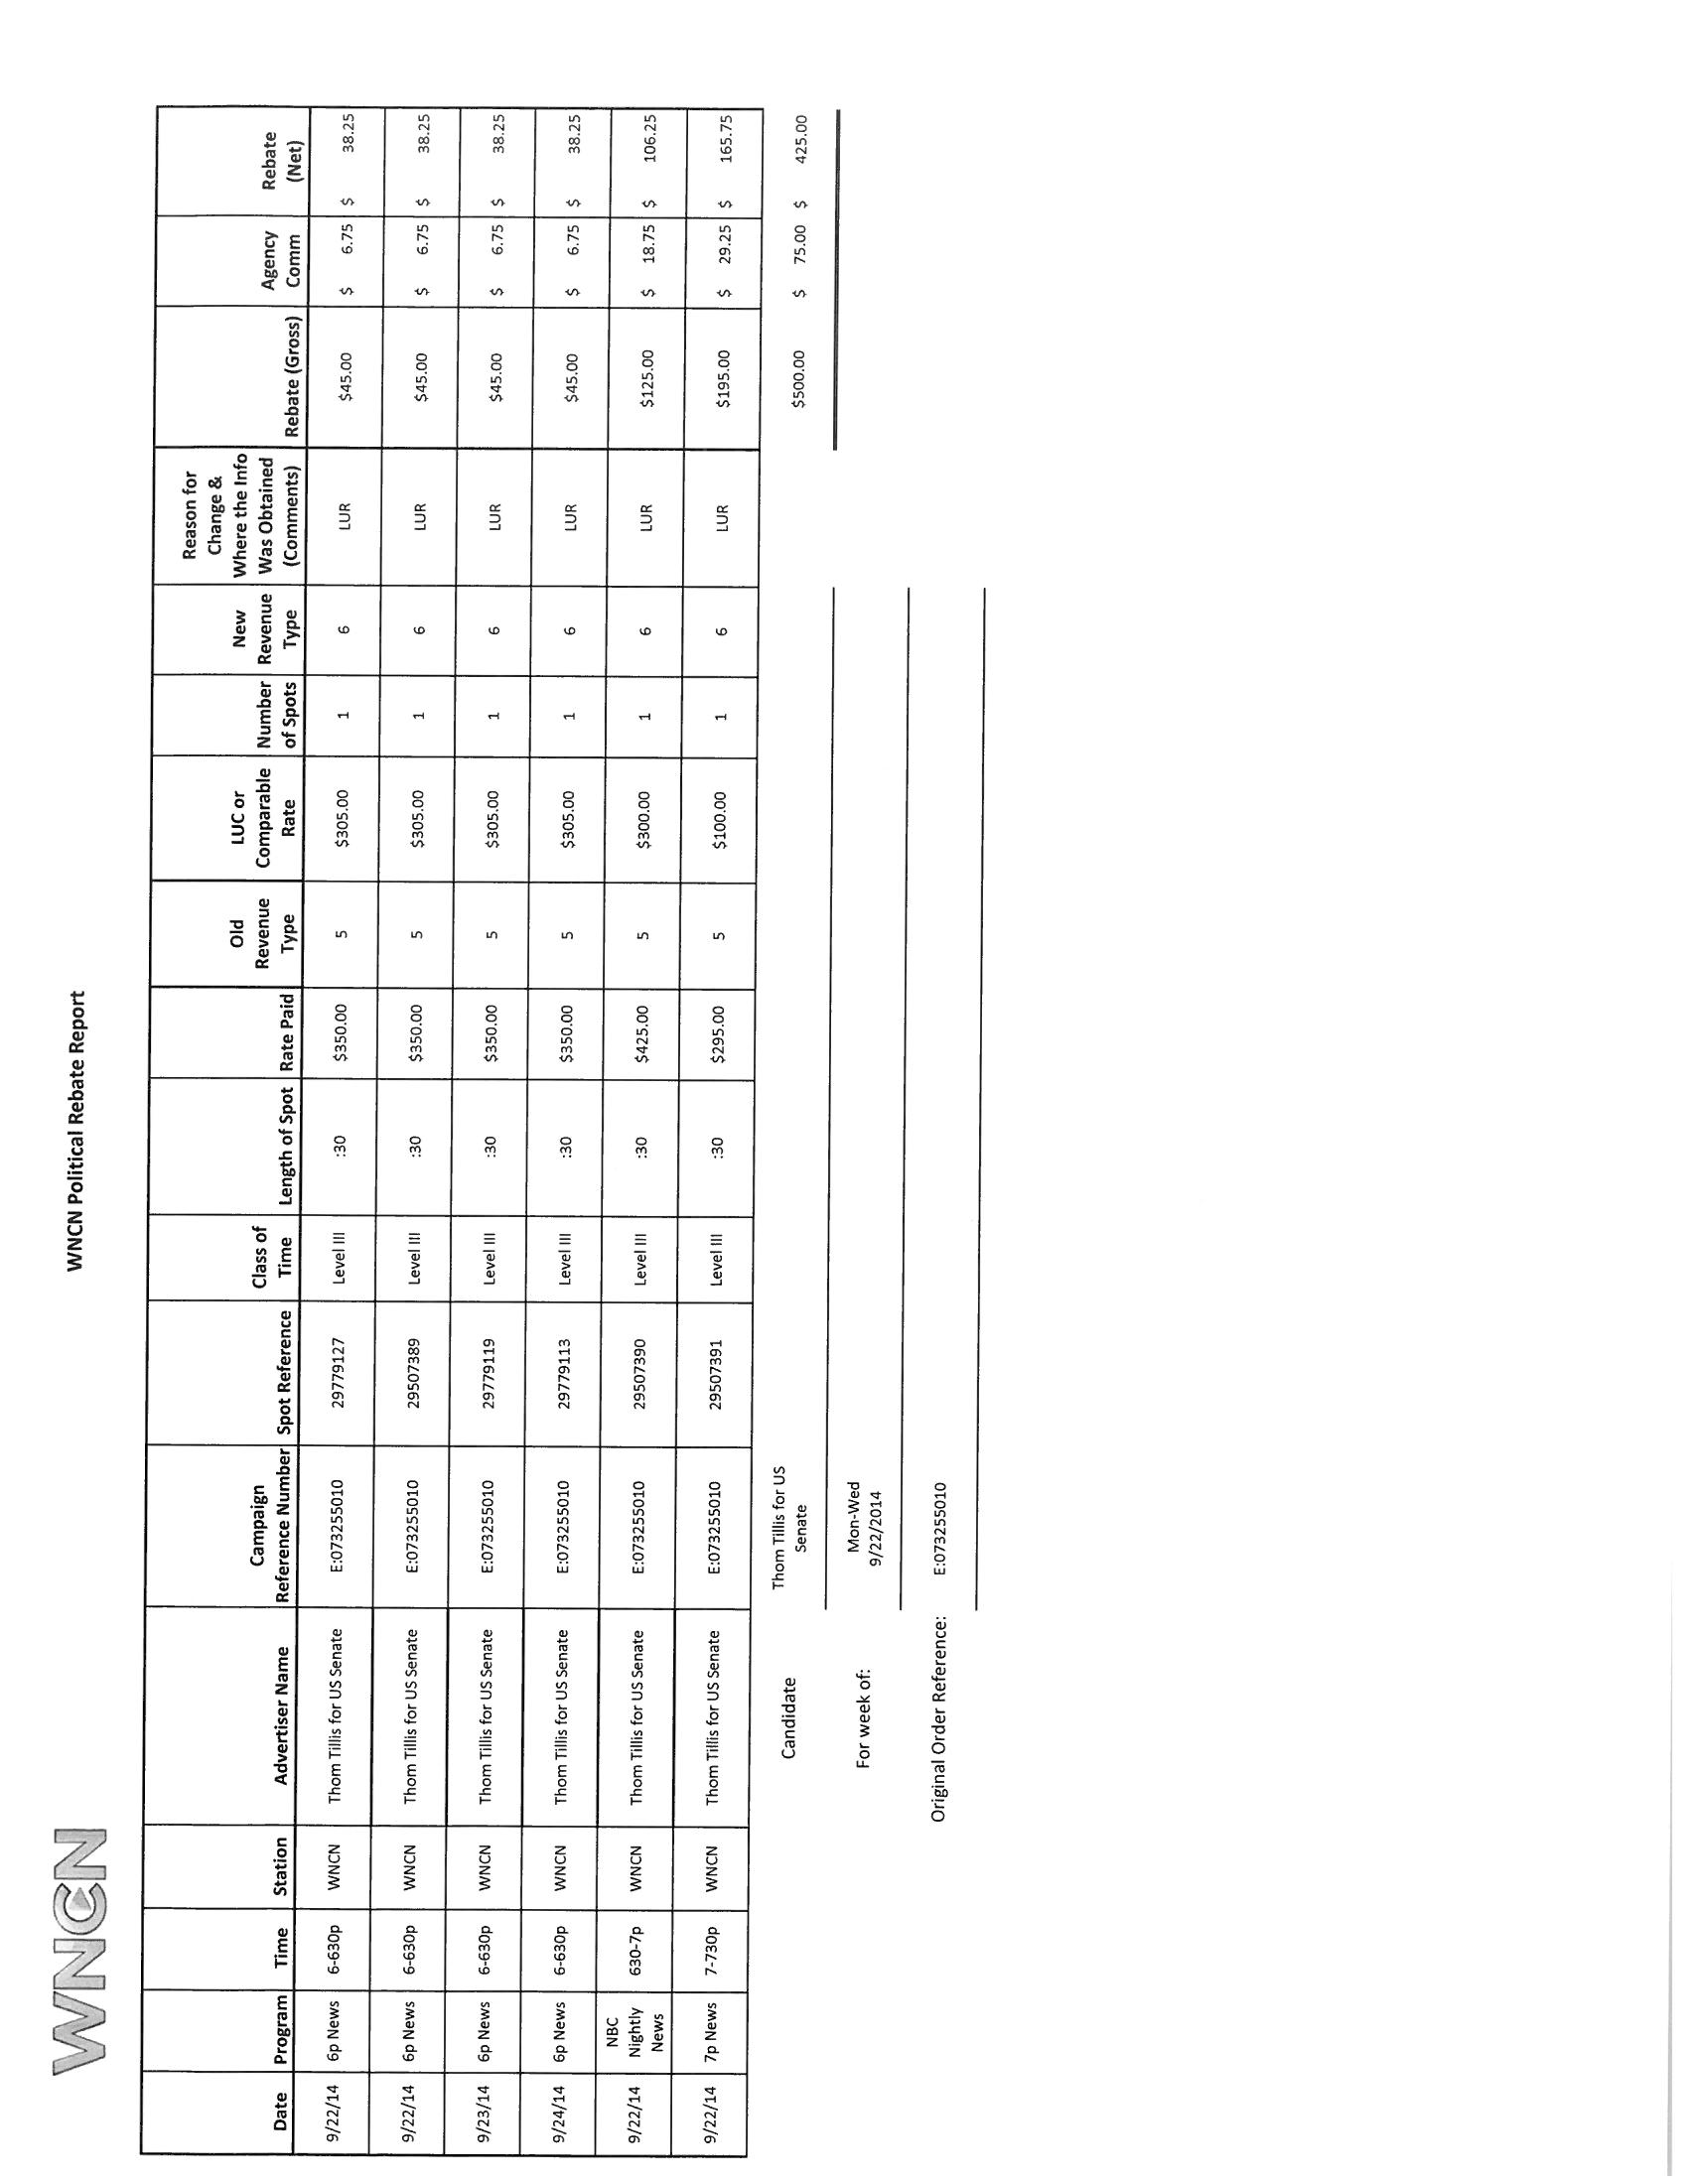 WNCN
WNCN Political Rebate Report
Date Program Time Station Advertiser Name Campaign Reference Number Spot Reference Class of Time Length of Spot Rate Paid Old Revenue Type LUC or Comparable Rate Number of Spots New Revenue Type Reason for Change & Where the Info Was Obtained (Comments) Rebate (Gross) Agency Comm Rebate (Net)
9/22/14 6p News 6-630p WNCN Thom Tillis for US Senate E:073255010 29779127 Level III :30 $350.00 5 $305.00 1 6 LUR $45.00 $ 6.75 $ 38.25
9/22/14 6p News 6-630p WNCN Thom Tillis for US Senate E:073255010 29507389 Level III :30 $350.00 5 $305.00 1 6 LUR $45.00 $ 6.75 $ 38.25
9/23/14 6p News 6-630p WNCN Thom Tillis for US Senate E:073255010 29779119 Level III :30 $350.00 5 $305.00 1 6 LUR $45.00 $ 6.75 $ 38.25
9/24/14 6p News 6-630p WNCN Thom Tillis for US Senate E:073255010 29779113 Level III :30 $350.00 5 $305.00 1 6 LUR $45.00 $ 6.75 $ 38.25
9/22/14 NBC Nightly News 630-7p WNCN Thom Tillis for US Senate E:073255010 29507390 Level III :30 $425.00 5 $300.00 1 6 LUR $125.00 $ 18.75 $ 106.25
9/22/14 7p News 7-730p WNCN Thom Tillis for US Senate E:073255010 29507391 Level III :30 $295.00 5 $100.00 1 6 LUR $195.00 $ 29.25 $ 165.75
Candidate Thom Tillis for US Senate $500.00 $ 75.00 $ 425.00
For week of: Mon-Wed 9/22/2014
Original Order Reference: E:073255010